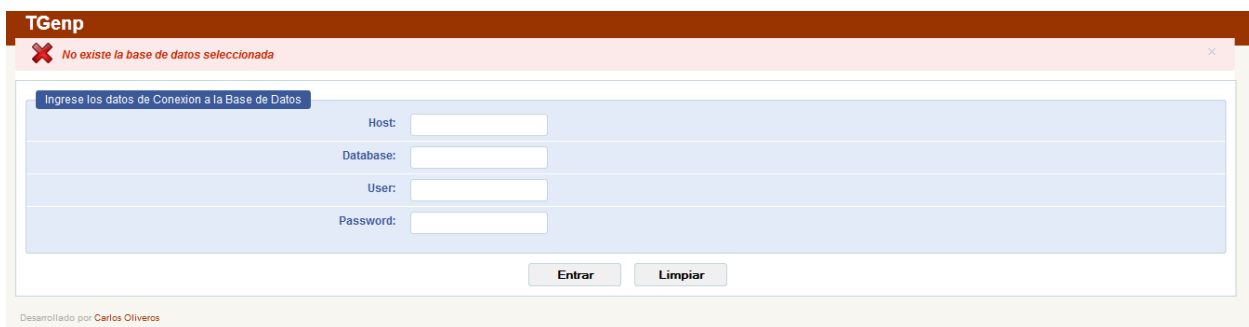 TGenp
No existe la base de datos seleccionada
×
Ingrese los datos de Conexion a la Base de Datos
Host:
Database:
User:
Password:
Entrar Limpiar
Desarrollado por Carlos Oliveros